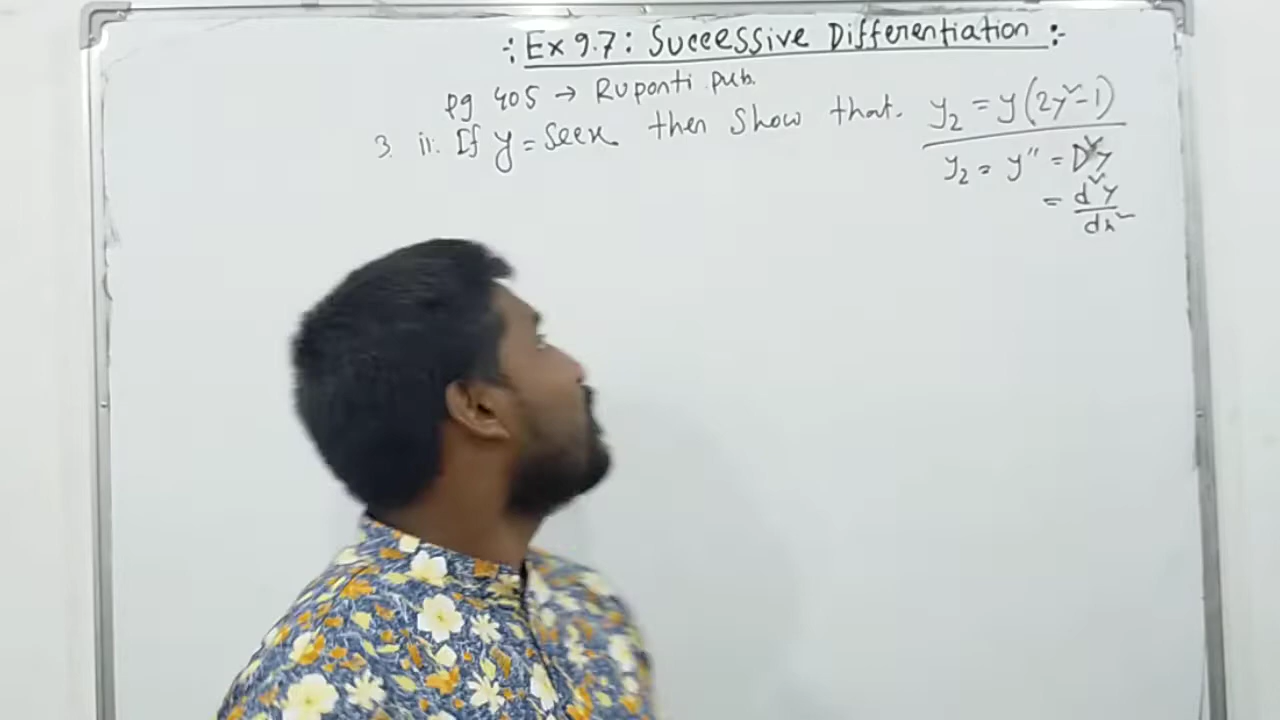 :Ex 9.7: Successive Differentiation:-
pg 405 → Ruponti pub.
3. ii. If y = secx then show that. y₂ = y(2y²-1)
y₂ = y'' = D²y
= d²y/dx²